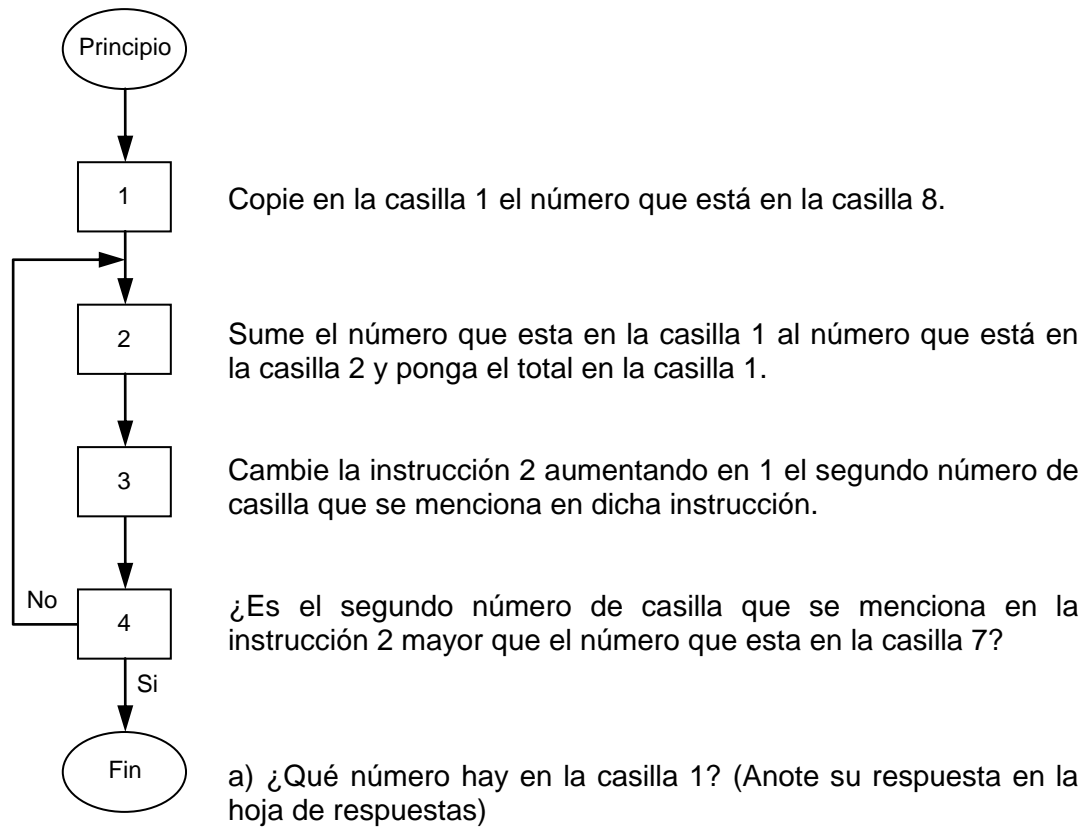 Principio
1
Copie en la casilla 1 el número que está en la casilla 8.
2
Sume el número que esta en la casilla 1 al número que está en
la casilla 2 y ponga el total en la casilla 1.
3
Cambie la instrucción 2 aumentando en 1 el segundo número de
casilla que se menciona en dicha instrucción.
No
4
¿Es el segundo número de casilla que se menciona en la
instrucción 2 mayor que el número que esta en la casilla 7?
Si
Fin
a) ¿Qué número hay en la casilla 1? (Anote su respuesta en la
hoja de respuestas)